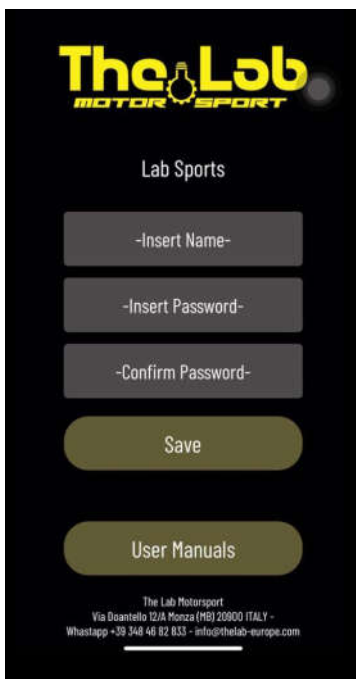 The Lab
MOTOR SPORT
Lab Sports
-Insert Name-
-Insert Password-
-Confirm Password-
Save
User Manuals
The Lab Motorsport
Via Doantello 12/A Monza (MB) 20900 ITALY -
Whastapp +39 348 46 82 833 - info@thelab-europe.com